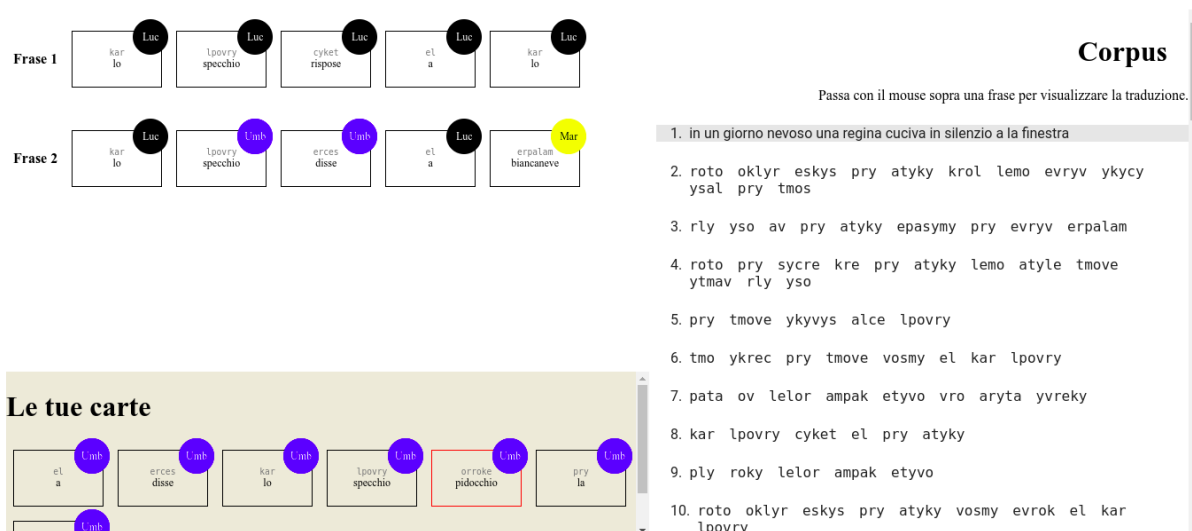 Frase 1
Luc Luc Luc Luc Luc
kar lpovry cyket el kar
lo specchio rispose a lo
Frase 2
Luc Umb Umb Luc Mar
kar lpovry erces el erpalam
lo specchio disse a biancaneve
Le tue carte
Umb Umb Umb Umb Umb Umb
el erces kar lpovry orroke pry
a disse lo specchio pidocchio la
Umb
Corpus
Passa con il mouse sopra una frase per visualizzare la traduzione.
1. in un giorno nevoso una regina cuciva in silenzio a la finestra
2. roto oklyr eskys pry atyky krol lemo evryv ykycy
ysal pry tmos
3. rly yso av pry atyky epasymy pry evryv erpalam
4. roto pry sycre kre pry atyky lemo atyle tmove
ytmav rly yso
5. pry tmove ykyvys alce lpovry
6. tmo ykrec pry tmove vosmy el kar lpovry
7. pata ov lelor ampak etyvo vro aryta yvreky
8. kar lpovry cyket el pry atyky
9. ply roky lelor ampak etyvo
10. roto oklyr eskys pry atyky vosmy evrok el kar
lpovry